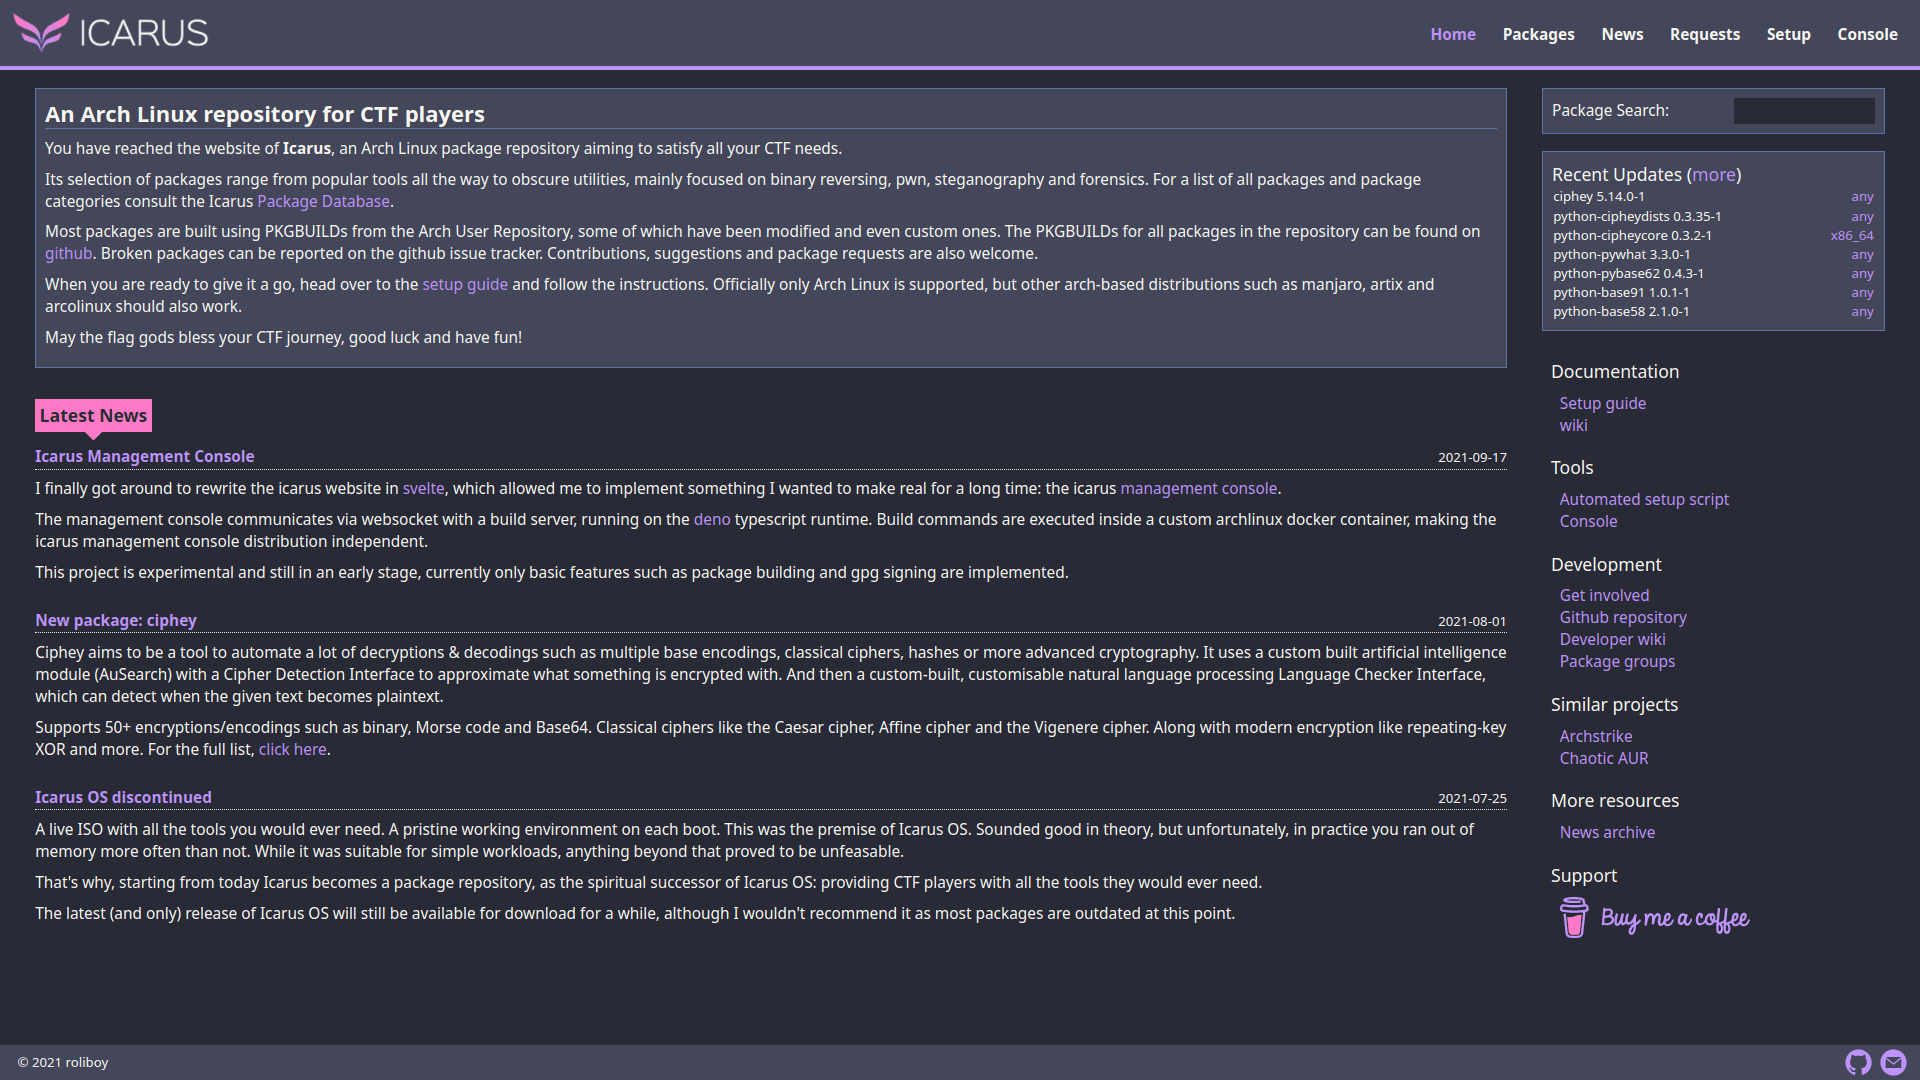 ICARUS
Home Packages News Requests Setup Console
An Arch Linux repository for CTF players
You have reached the website of Icarus, an Arch Linux package repository aiming to satisfy all your CTF needs.
Its selection of packages range from popular tools all the way to obscure utilities, mainly focused on binary reversing, pwn, steganography and forensics. For a list of all packages and package
categories consult the Icarus Package Database.
Most packages are built using PKGBUILDs from the Arch User Repository, some of which have been modified and even custom ones. The PKGBUILDs for all packages in the repository can be found on
github. Broken packages can be reported on the github issue tracker. Contributions, suggestions and package requests are also welcome.
When you are ready to give it a go, head over to the setup guide and follow the instructions. Officially only Arch Linux is supported, but other arch-based distributions such as manjaro, artix and
arcolinux should also work.
May the flag gods bless your CTF journey, good luck and have fun!
Latest News
Icarus Management Console 2021-09-17
I finally got around to rewrite the icarus website in svelte, which allowed me to implement something I wanted to make real for a long time: the icarus management console.
The management console communicates via websocket with a build server, running on the deno typescript runtime. Build commands are executed inside a custom archlinux docker container, making the
icarus management console distribution independent.
This project is experimental and still in an early stage, currently only basic features such as package building and gpg signing are implemented.
New package: ciphey 2021-08-01
Ciphey aims to be a tool to automate a lot of decryptions & decodings such as multiple base encodings, classical ciphers, hashes or more advanced cryptography. It uses a custom built artificial intelligence
module (AuSearch) with a Cipher Detection Interface to approximate what something is encrypted with. And then a custom-built, customisable natural language processing Language Checker Interface,
which can detect when the given text becomes plaintext.
Supports 50+ encryptions/encodings such as binary, Morse code and Base64. Classical ciphers like the Caesar cipher, Affine cipher and the Vigenere cipher. Along with modern encryption like repeating-key
XOR and more. For the full list, click here.
Icarus OS discontinued 2021-07-25
A live ISO with all the tools you would ever need. A pristine working environment on each boot. This was the premise of Icarus OS. Sounded good in theory, but unfortunately, in practice you ran out of
memory more often than not. While it was suitable for simple workloads, anything beyond that proved to be unfeasable.
That's why, starting from today Icarus becomes a package repository, as the spiritual successor of Icarus OS: providing CTF players with all the tools they would ever need.
The latest (and only) release of Icarus OS will still be available for download for a while, although I wouldn't recommend it as most packages are outdated at this point.
Package Search:
Recent Updates (more)
ciphey 5.14.0-1 any
python-cipheydists 0.3.35-1 any
python-cipheycore 0.3.2-1 x86_64
python-pywhat 3.3.0-1 any
python-pybase62 0.4.3-1 any
python-base91 1.0.1-1 any
python-base58 2.1.0-1 any
Documentation
Setup guide
wiki
Tools
Automated setup script
Console
Development
Get involved
Github repository
Developer wiki
Package groups
Similar projects
Archstrike
Chaotic AUR
More resources
News archive
Support
Buy me a coffee
© 2021 roliboy